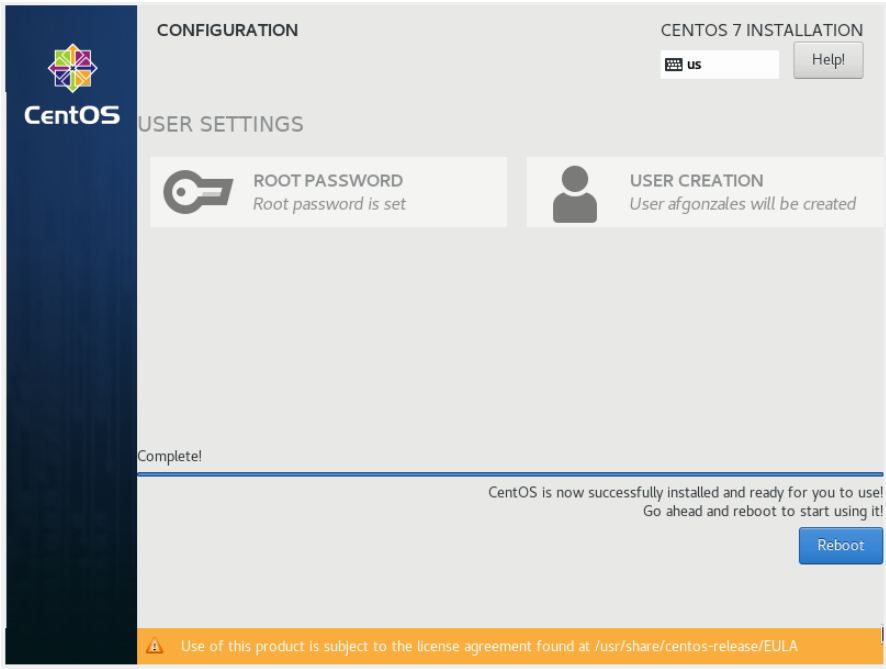 CONFIGURATION
CENTOS 7 INSTALLATION
us
Help!
CentOS
USER SETTINGS
ROOT PASSWORD
Root password is set
USER CREATION
User afgonzales will be created
Complete!
CentOS is now successfully installed and ready for you to use!
Go ahead and reboot to start using it!
Reboot
Use of this product is subject to the license agreement found at /usr/share/centos-release/EULA